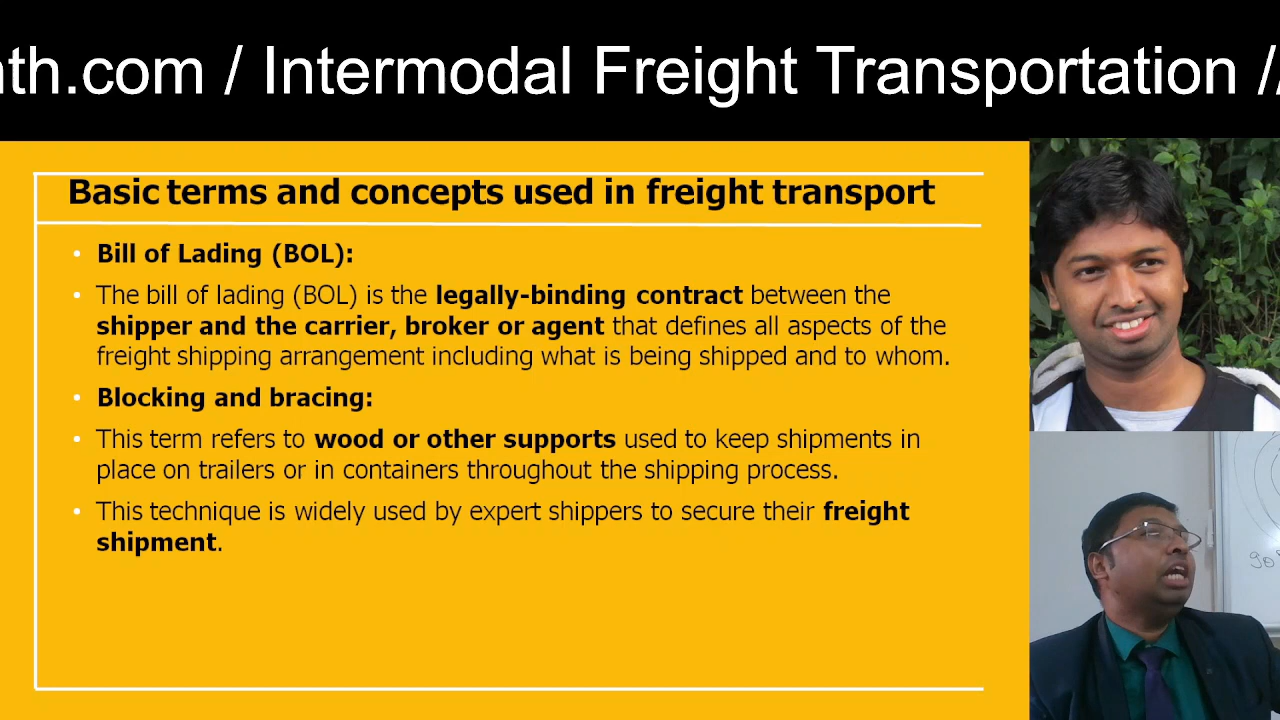 nth.com / Intermodal Freight Transportation //
Basic terms and concepts used in freight transport
• Bill of Lading (BOL):
• The bill of lading (BOL) is the legally-binding contract between the
shipper and the carrier, broker or agent that defines all aspects of the
freight shipping arrangement including what is being shipped and to whom.
• Blocking and bracing:
• This term refers to wood or other supports used to keep shipments in
place on trailers or in containers throughout the shipping process.
• This technique is widely used by expert shippers to secure their freight
shipment.